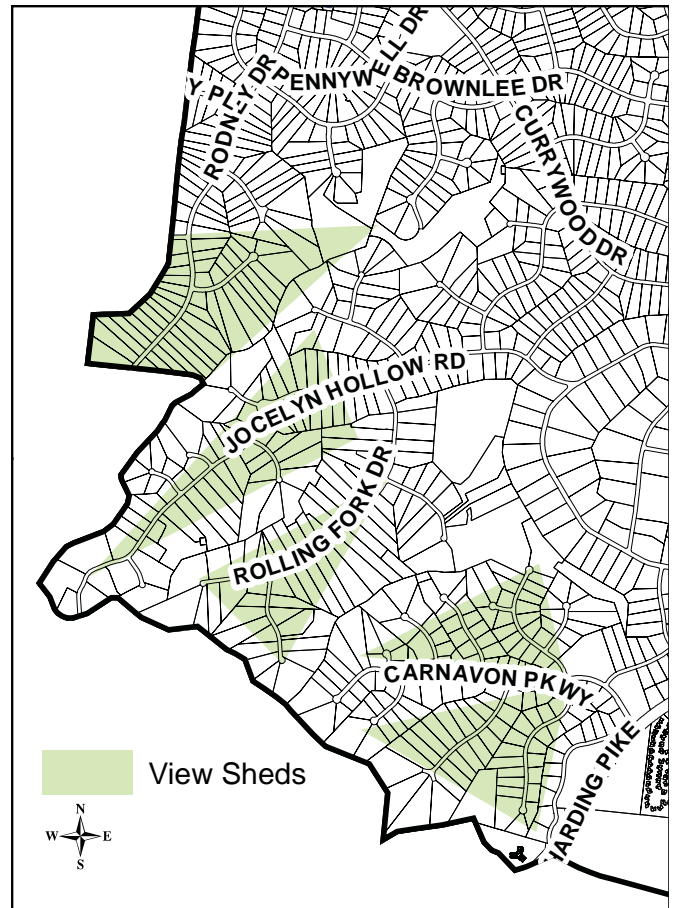 PENNYWELL DR
BROWNLEE DR
Y PL
RODNEY DR
CURRYWOOD DR
JOCELYN HOLLOW RD
ROLLING FORK DR
CARNAVON PKWY
HARDING PIKE
View Sheds
N
W E
S